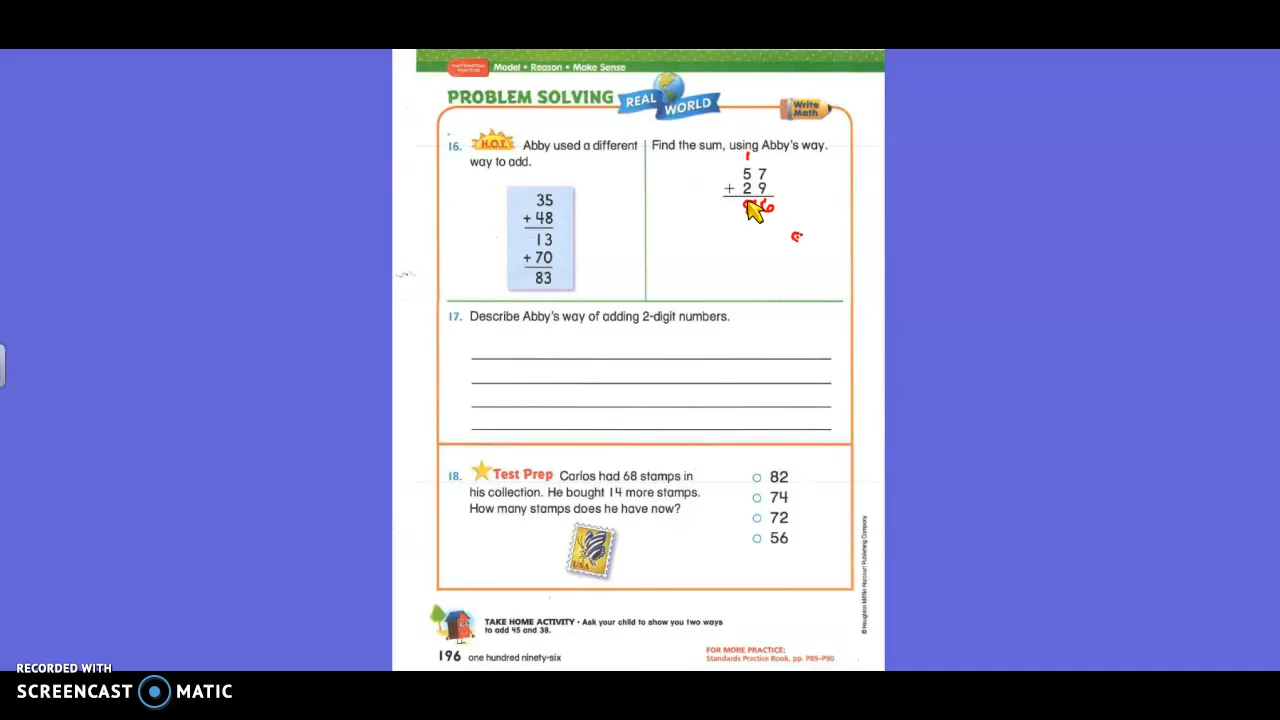 MATHEMATICAL PRACTICES Model • Reason • Make Sense
PROBLEM SOLVING REAL WORLD
Write Math
16. H.O.T. Abby used a different
way to add.
35
+ 48
13
+ 70
83
Find the sum, using Abby's way.
1
57
+ 29
6
17. Describe Abby's way of adding 2-digit numbers.
18. Test Prep Carlos had 68 stamps in
his collection. He bought 14 more stamps.
How many stamps does he have now?
82
74
72
56
USA
TAKE HOME ACTIVITY • Ask your child to show you two ways
to add 45 and 38.
196 one hundred ninety-six
FOR MORE PRACTICE:
Standards Practice Book, pp. P89–P90
© Houghton Mifflin Harcourt Publishing Company
RECORDED WITH
SCREENCAST MATIC